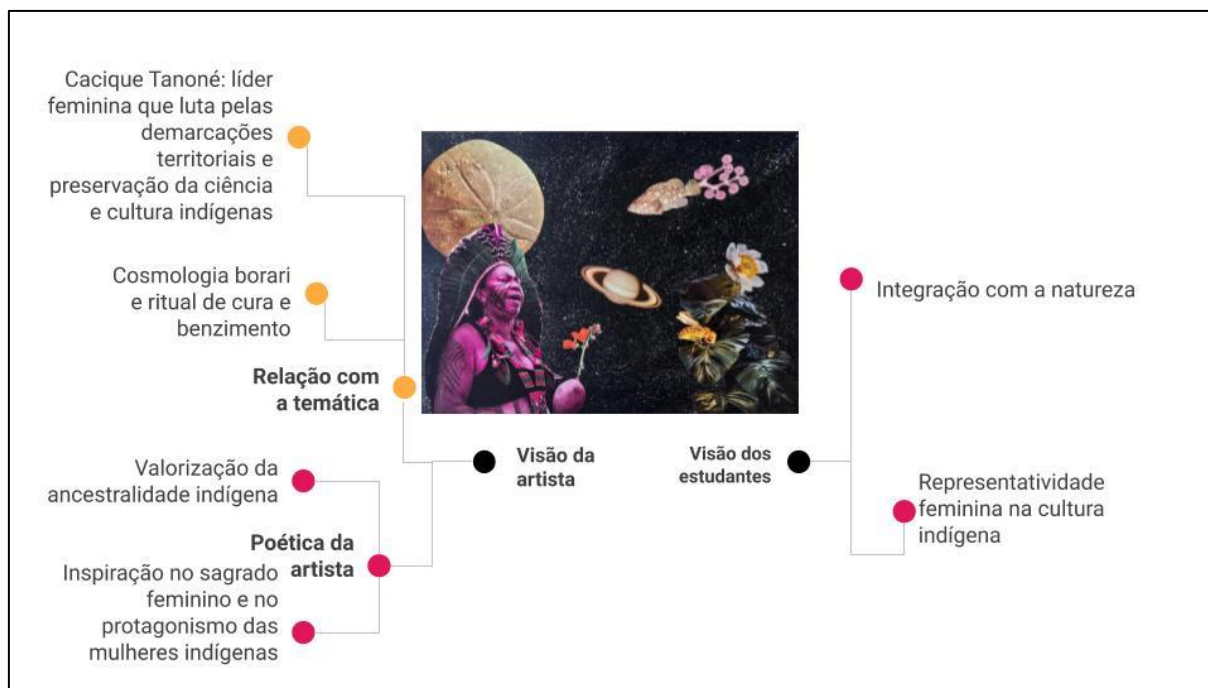 Cacique Tanoné: líder
feminina que luta pelas
demarcações
territoriais e
preservação da ciência
e cultura indígenas
Cosmologia borari
e ritual de cura e
benzimento
Relação com
a temática
Valorização da
ancestralidade indígena
Poética da
artista
Inspiração no sagrado
feminino e no
protagonismo das
mulheres indígenas
Visão da
artista
Visão dos
estudantes
Integração com a natureza
Representatividade
feminina na cultura
indígena